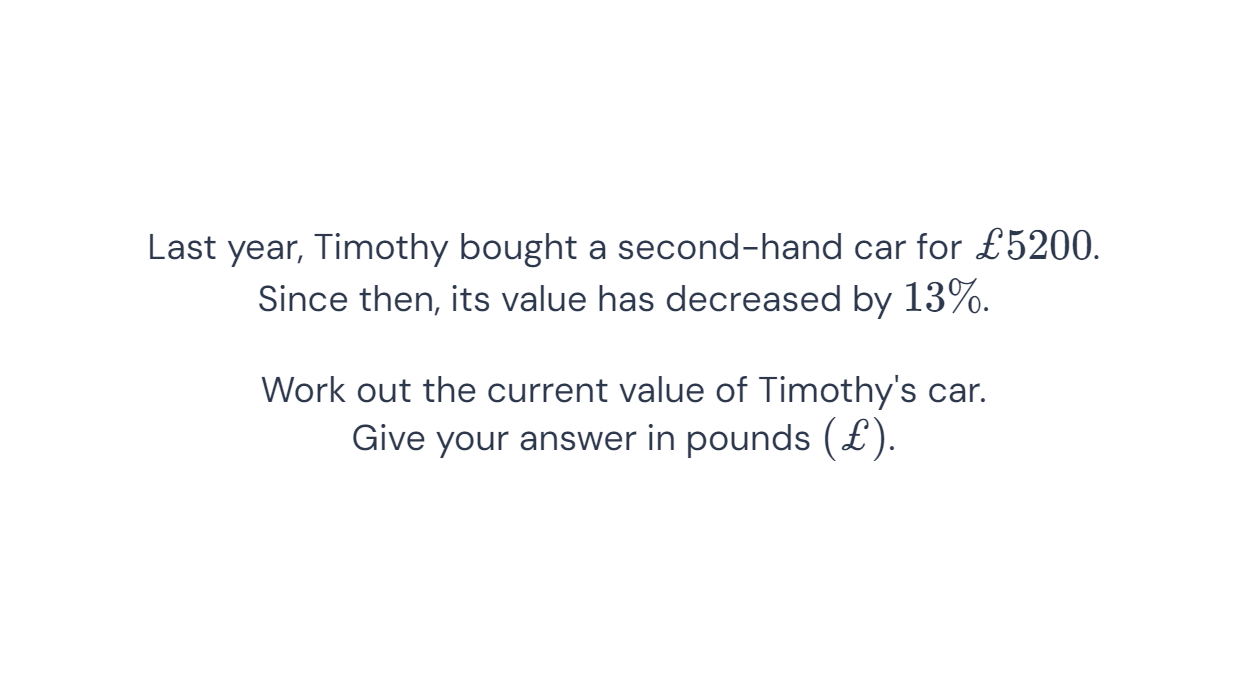 Last year, Timothy bought a second-hand car for £5200.
Since then, its value has decreased by 13%.
Work out the current value of Timothy's car.
Give your answer in pounds (£).